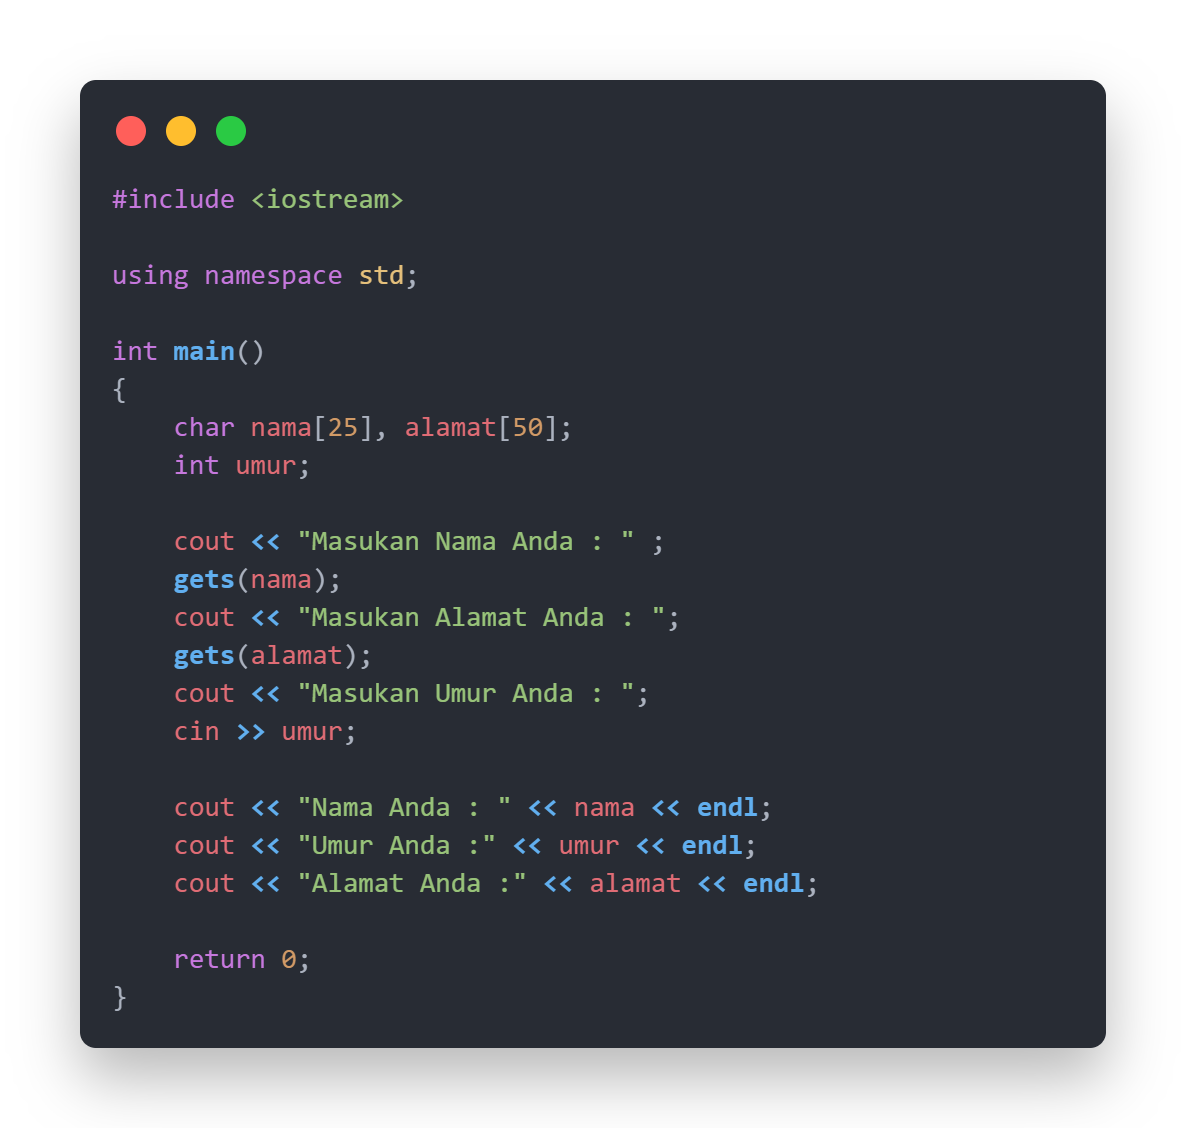 #include <iostream>
using namespace std;
int main()
{
    char nama[25], alamat[50];
    int umur;
    cout << "Masukan Nama Anda : " ;
    gets(nama);
    cout << "Masukan Alamat Anda : ";
    gets(alamat);
    cout << "Masukan Umur Anda : ";
    cin >> umur;
    cout << "Nama Anda : " << nama << endl;
    cout << "Umur Anda :" << umur << endl;
    cout << "Alamat Anda :" << alamat << endl;
    return 0;
}